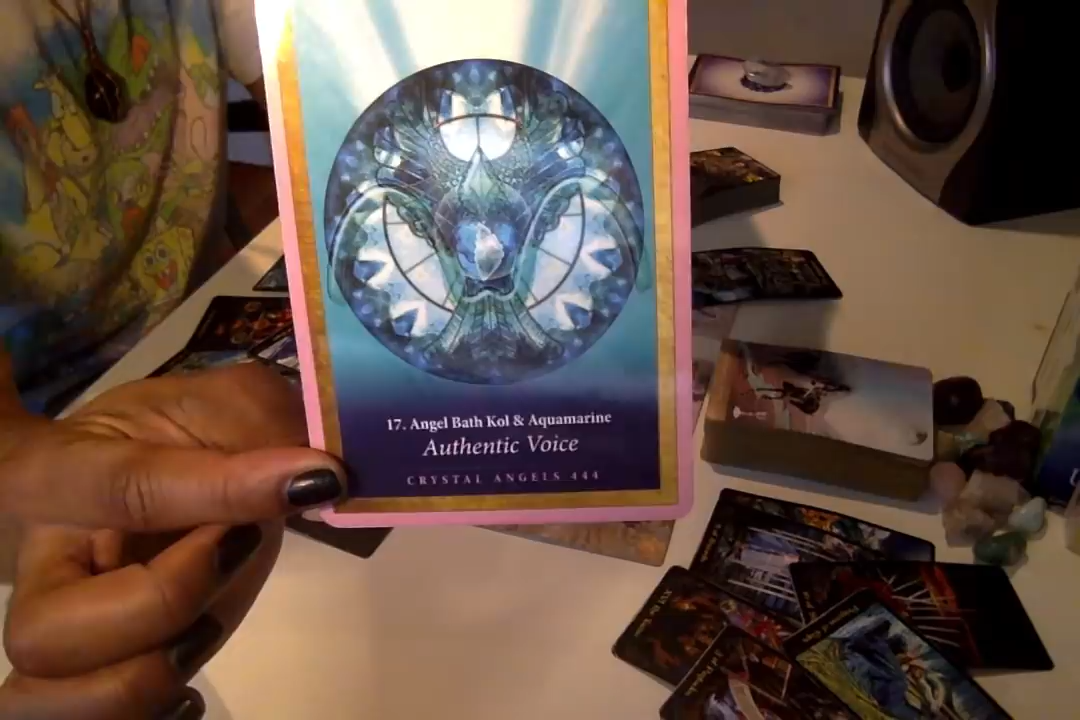 17. Angel Bath Kol & Aquamarine
Authentic Voice
CRYSTAL ANGELS 444